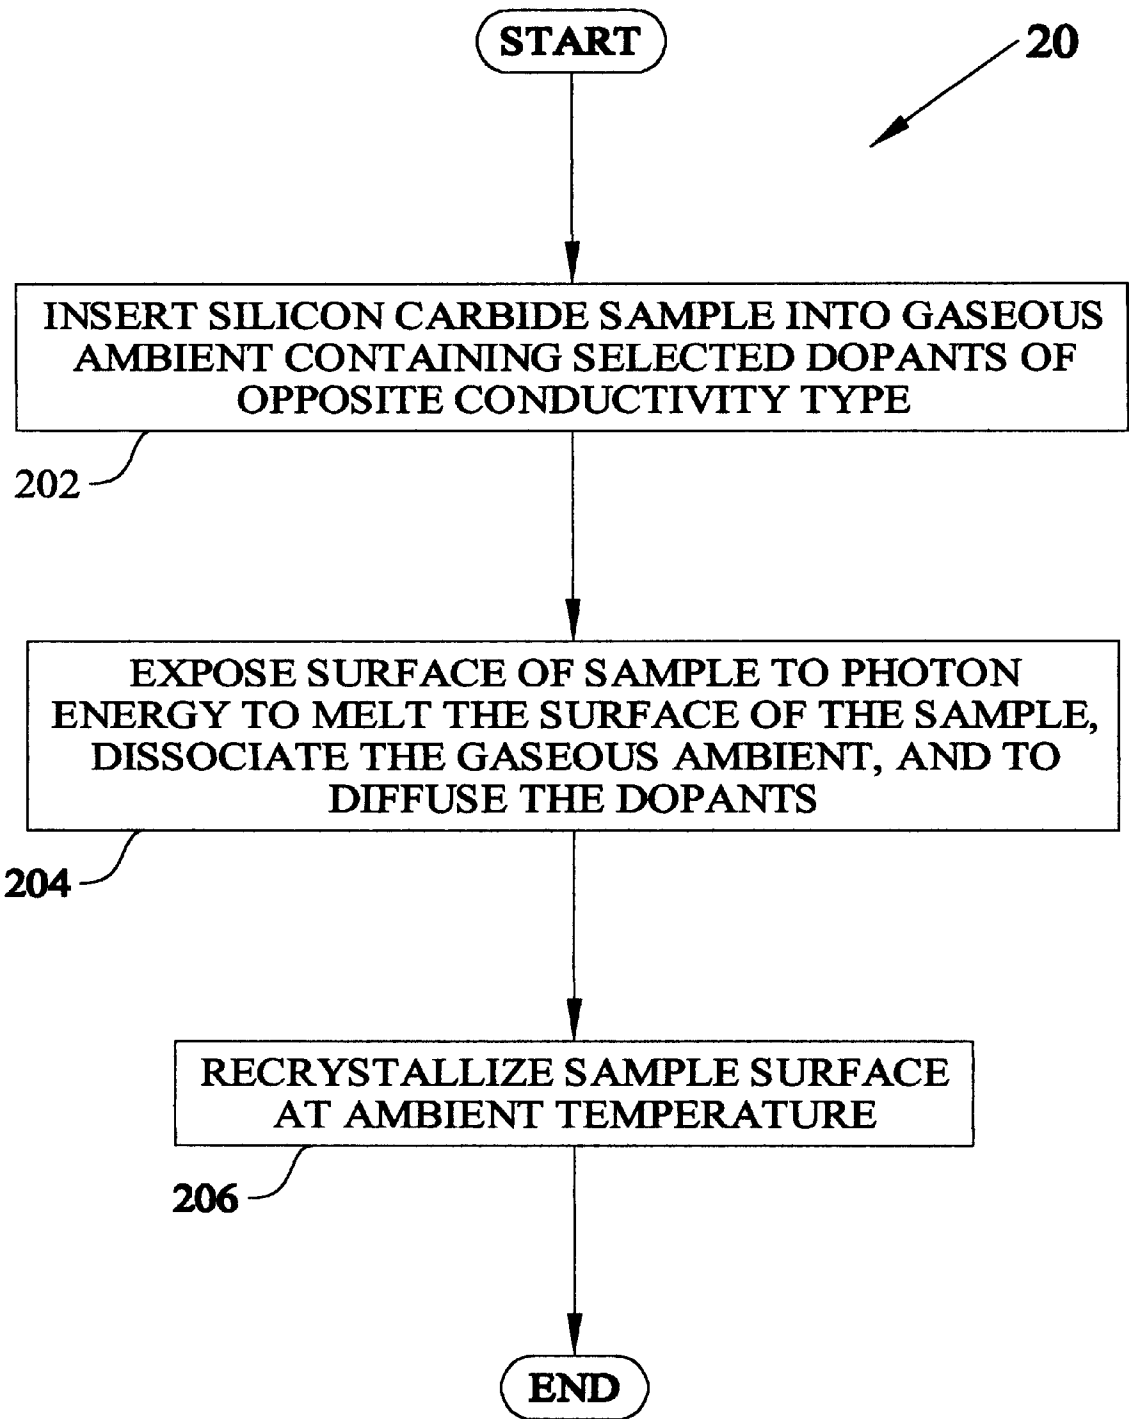 START
20
INSERT SILICON CARBIDE SAMPLE INTO GASEOUS
AMBIENT CONTAINING SELECTED DOPANTS OF
OPPOSITE CONDUCTIVITY TYPE
202
EXPOSE SURFACE OF SAMPLE TO PHOTON
ENERGY TO MELT THE SURFACE OF THE SAMPLE,
DISSOCIATE THE GASEOUS AMBIENT, AND TO
DIFFUSE THE DOPANTS
204
RECRYSTALLIZE SAMPLE SURFACE
AT AMBIENT TEMPERATURE
206
END